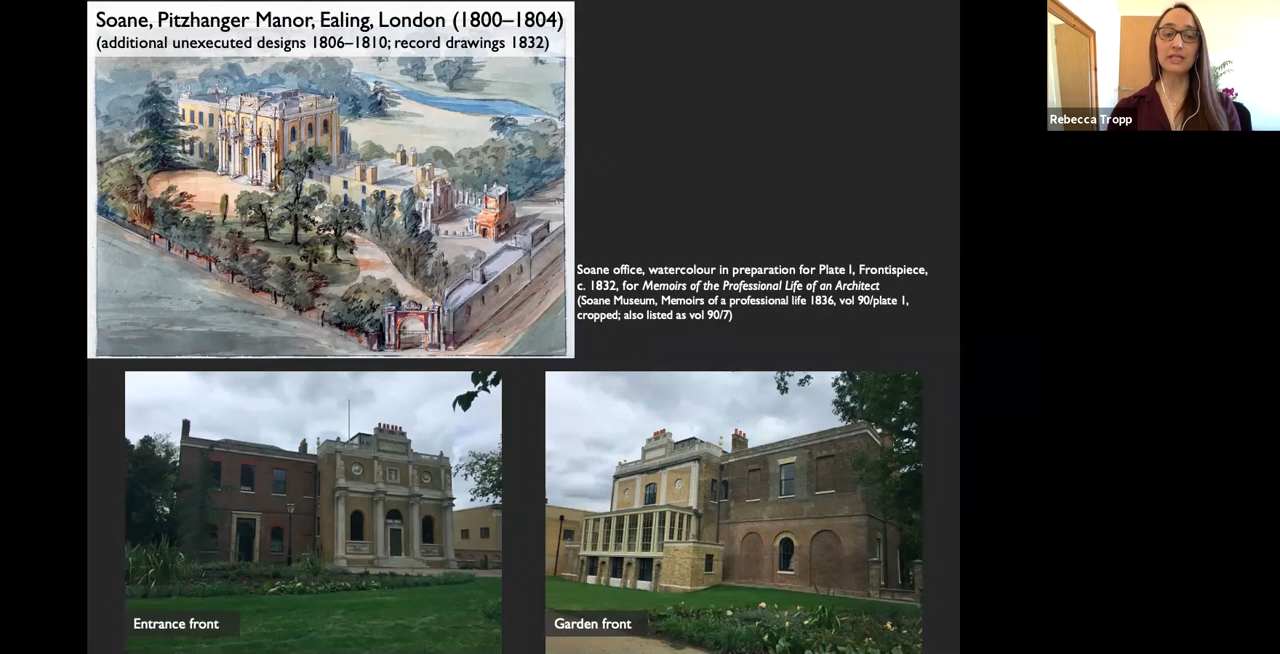 Soane, Pitzhanger Manor, Ealing, London (1800–1804)
(additional unexecuted designs 1806–1810; record drawings 1832)
Rebecca Tropp
Soane office, watercolour in preparation for Plate I, Frontispiece,
c. 1832, for Memoirs of the Professional Life of an Architect
(Soane Museum, Memoirs of a professional life 1836, vol 90/plate 1,
cropped; also listed as vol 90/7)
Entrance front
Garden front